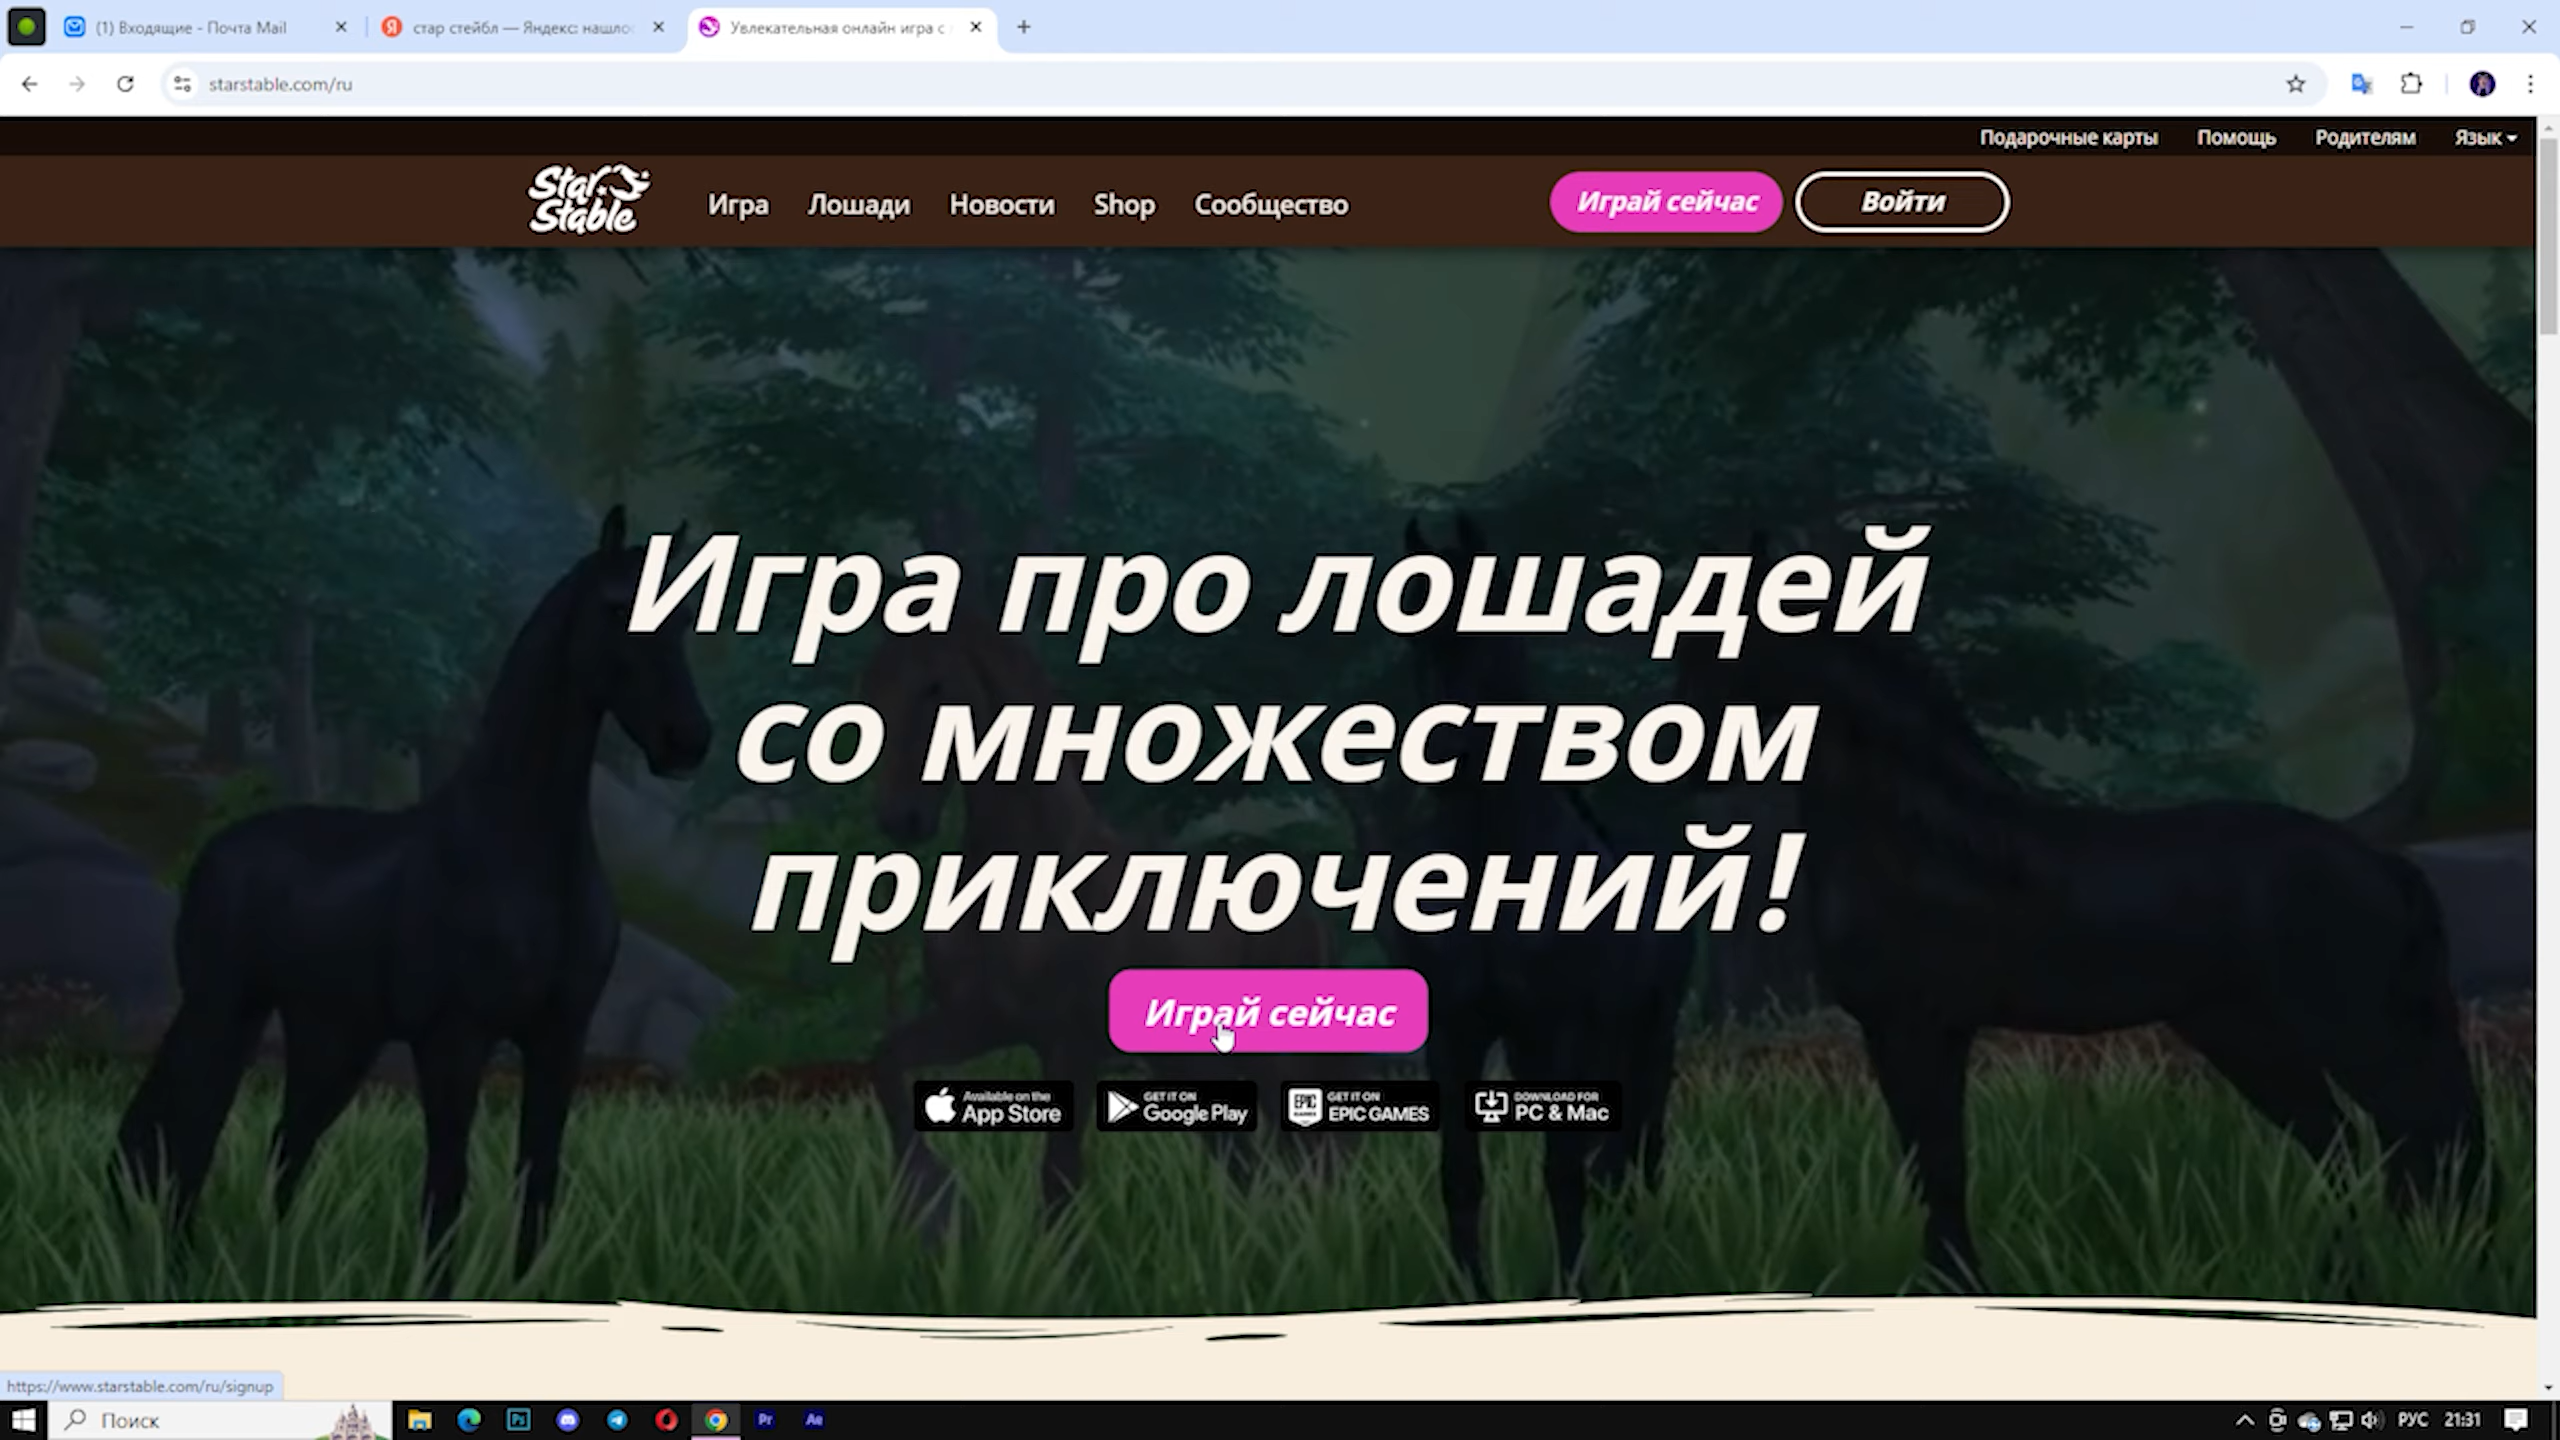 (1) Входящие - Почта Mail
стар стейбл — Яндекс: нашло
Увлекательная онлайн игра с
starstable.com/ru
Подарочные карты Помощь Родителям Язык
Star Stable
Игра Лошади Новости Shop Сообщество Играй сейчас Войти
Игра про лошадей
со множеством
приключений!
Играй сейчас
Available on the App Store
GET IT ON Google Play
GET IT ON EPIC GAMES
DOWNLOAD FOR PC & Mac
https://www.starstable.com/ru/signup
Поиск
Ps
Pr
Ae
РУС
21:31